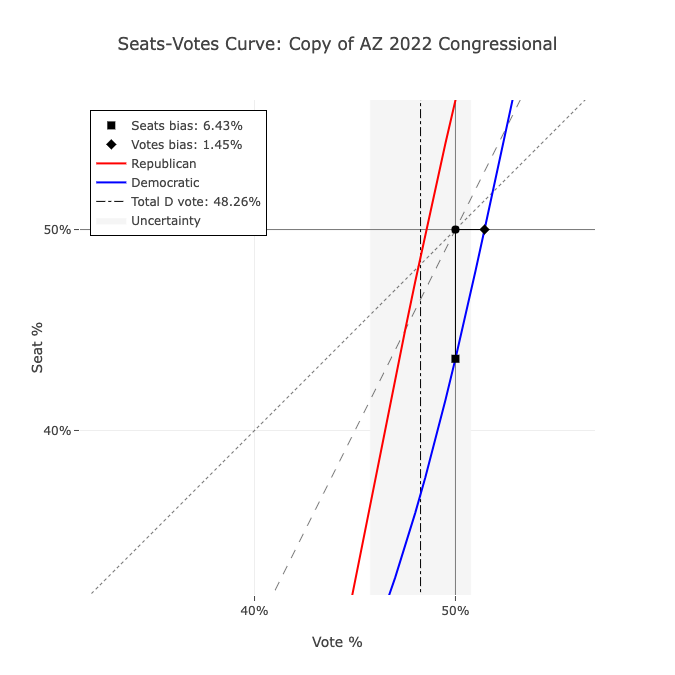 Seats-Votes Curve: Copy of AZ 2022 Congressional
Seats bias: 6.43%
Votes bias: 1.45%
Republican
Democratic
Total D vote: 48.26%
Uncertainty
50%
40%
Seat %
40%
50%
Vote %